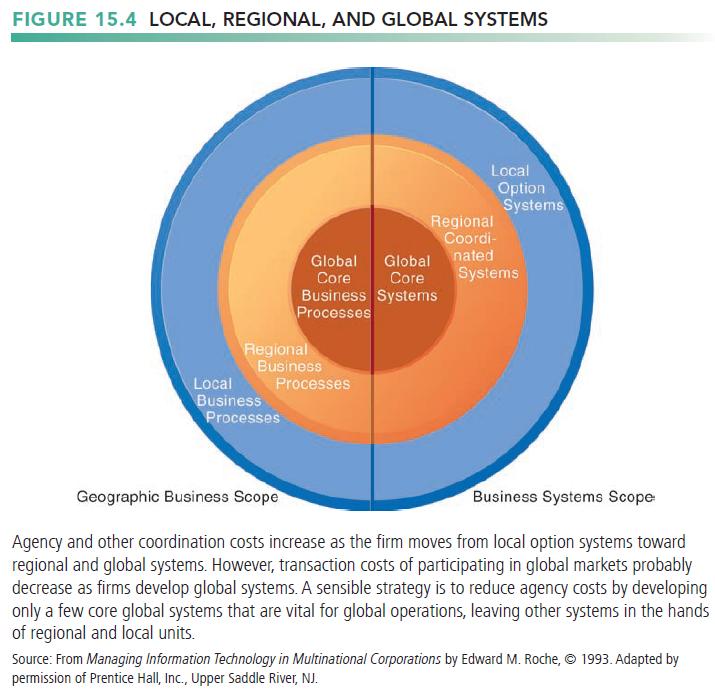 FIGURE 15.4 LOCAL, REGIONAL, AND GLOBAL SYSTEMS
Local
Option
Systems
Regional
Coordi-
nated
Systems
Global
Core
Business
Processes
Global
Core
Systems
Regional
Business
Processes
Local
Business
Processes
Geographic Business Scope
Business Systems Scope
Agency and other coordination costs increase as the firm moves from local option systems toward
regional and global systems. However, transaction costs of participating in global markets probably
decrease as firms develop global systems. A sensible strategy is to reduce agency costs by developing
only a few core global systems that are vital for global operations, leaving other systems in the hands
of regional and local units.
Source: From Managing Information Technology in Multinational Corporations by Edward M. Roche, © 1993. Adapted by
permission of Prentice Hall, Inc., Upper Saddle River, NJ.